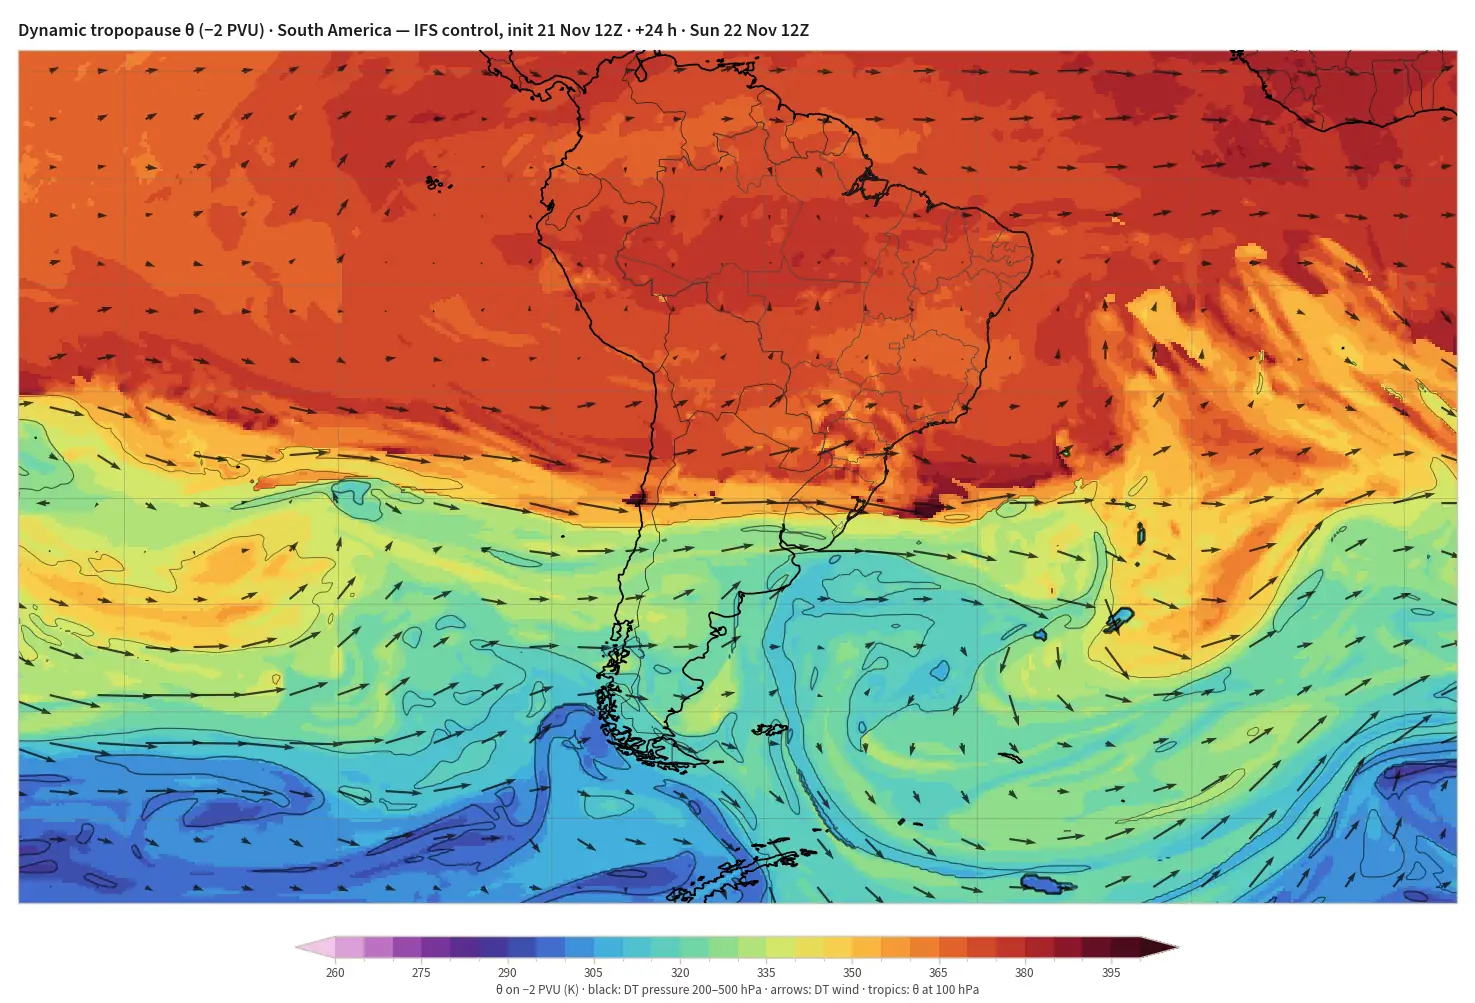 Dynamic tropopause θ (−2 PVU) · South America — IFS control, init 21 Nov 12Z · +24 h · Sun 22 Nov 12Z
260 275 290 305 320 335 350 365 380 395
θ on −2 PVU (K) · black: DT pressure 200–500 hPa · arrows: DT wind · tropics: θ at 100 hPa